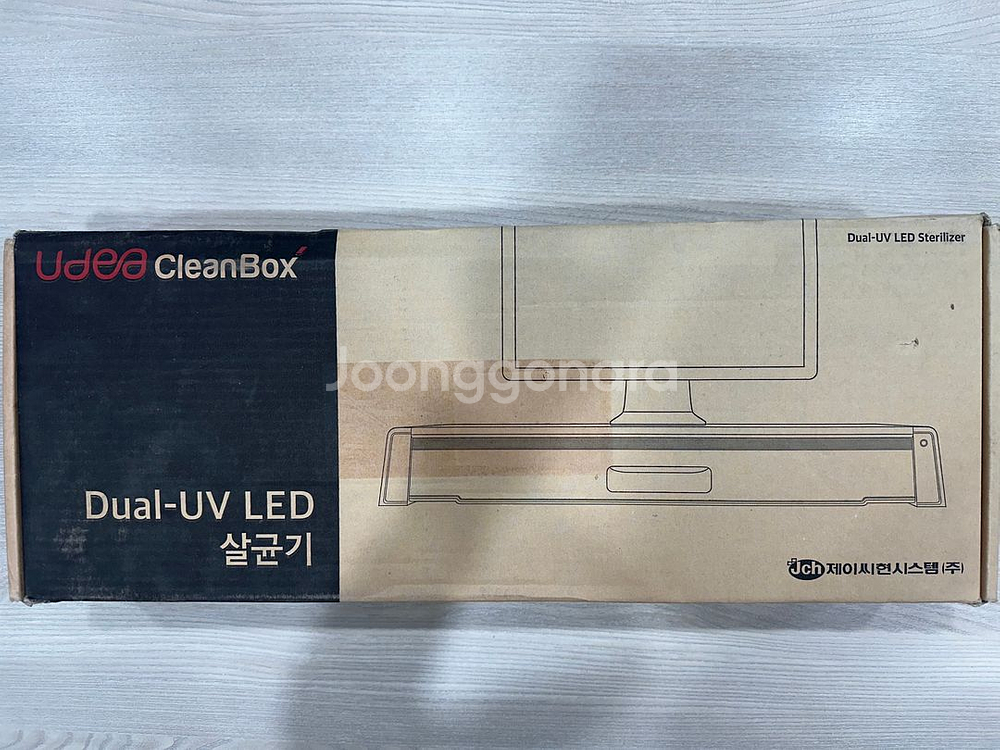 udea CleanBox
Dual-UV LED Sterilizer
Joonggonara
Dual-UV LED
살균기
Jch 제이씨현시스템(주)